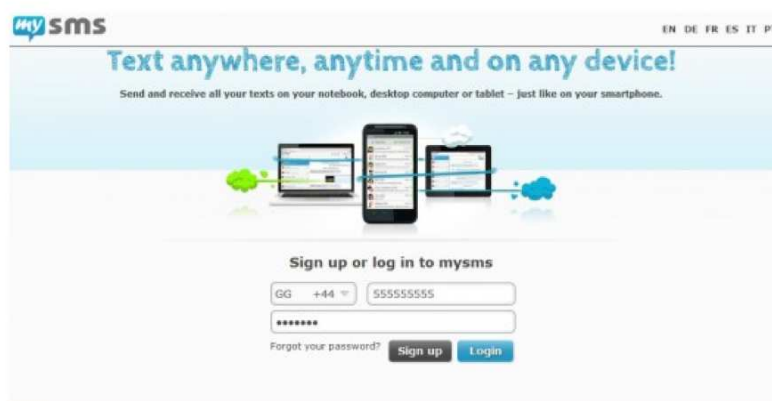 my sms
EN DE FR ES IT
Text anywhere, anytime and on any device!
Send and receive all your texts on your notebook, desktop computer or tablet – just like on your smartphone.
Sign up or log in to mysms
GG +44 555555555
•••••••
Forgot your password? Sign up Login